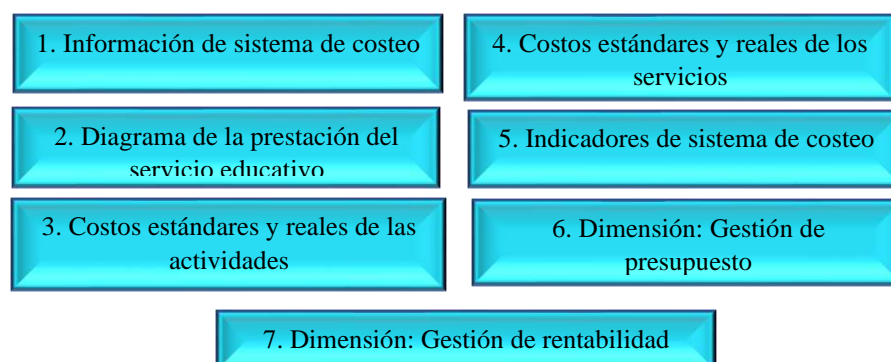 1. Información de sistema de costeo
2. Diagrama de la prestación del
servicio educativo
3. Costos estándares y reales de las
actividades
4. Costos estándares y reales de los
servicios
5. Indicadores de sistema de costeo
6. Dimensión: Gestión de
presupuesto
7. Dimensión: Gestión de rentabilidad